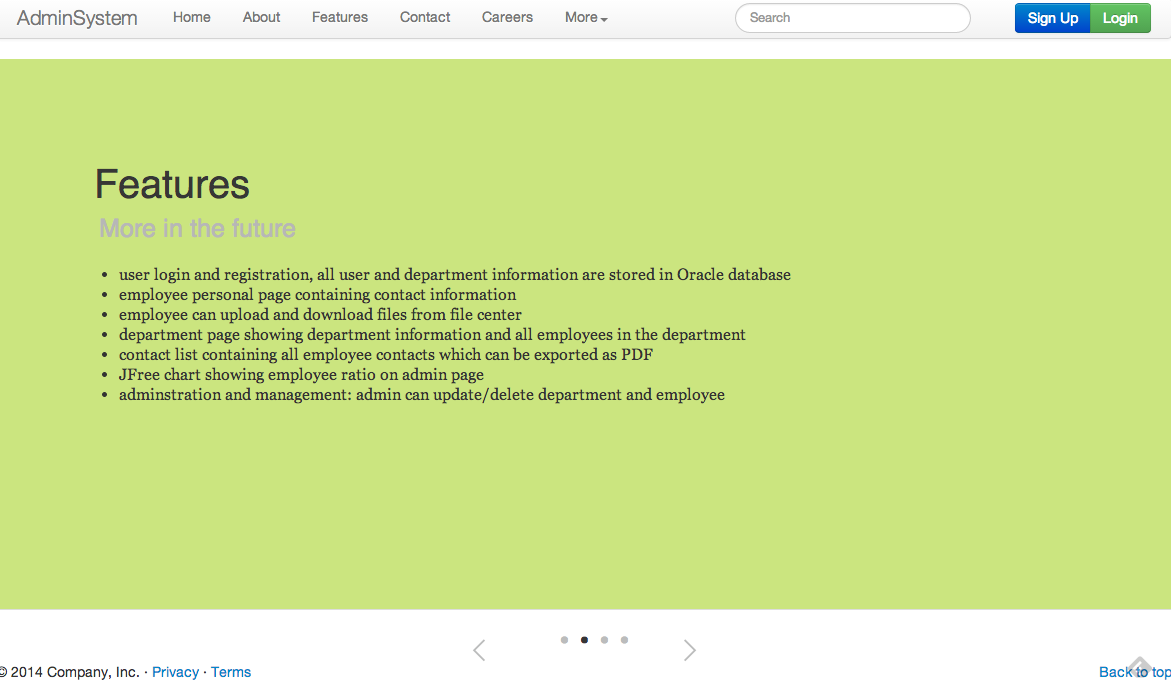 AdminSystem Home About Features Contact Careers More Search Sign Up Login
Features
More in the future
• user login and registration, all user and department information are stored in Oracle database
• employee personal page containing contact information
• employee can upload and download files from file center
• department page showing department information and all employees in the department
• contact list containing all employee contacts which can be exported as PDF
• JFree chart showing employee ratio on admin page
• adminstration and management: admin can update/delete department and employee
© 2014 Company, Inc. · Privacy · Terms Back to top